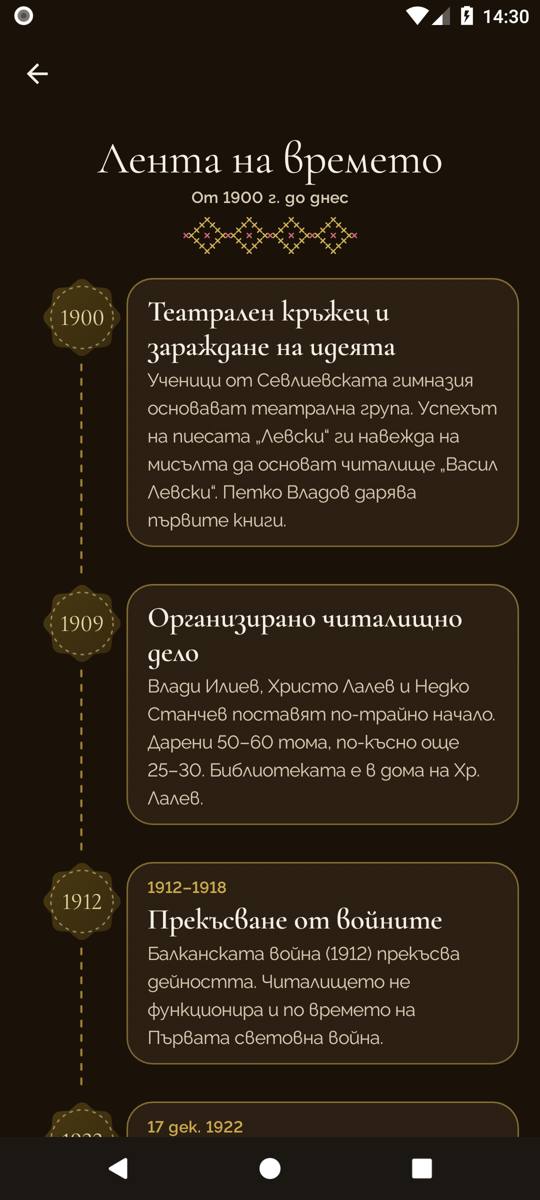 14:30
Лента на времето
От 1900 г. до днес
1900
Театрален кръжец и
зараждане на идеята
Ученици от Севлиевската гимназия
основават театрална група. Успехът
на пиесата „Левски“ ги навежда на
мисълта да основат читалище „Васил
Левски“. Петко Владов дарява
първите книги.
1909
Организирано читалищно
дело
Влади Илиев, Христо Лалев и Недко
Станчев поставят по-трайно начало.
Дарени 50–60 тома, по-късно още
25–30. Библиотеката е в дома на Хр.
Лалев.
1912
1912–1918
Прекъсване от войните
Балканската война (1912) прекъсва
дейността. Читалището не
функционира и по времето на
Първата световна война.
17 дек. 1922